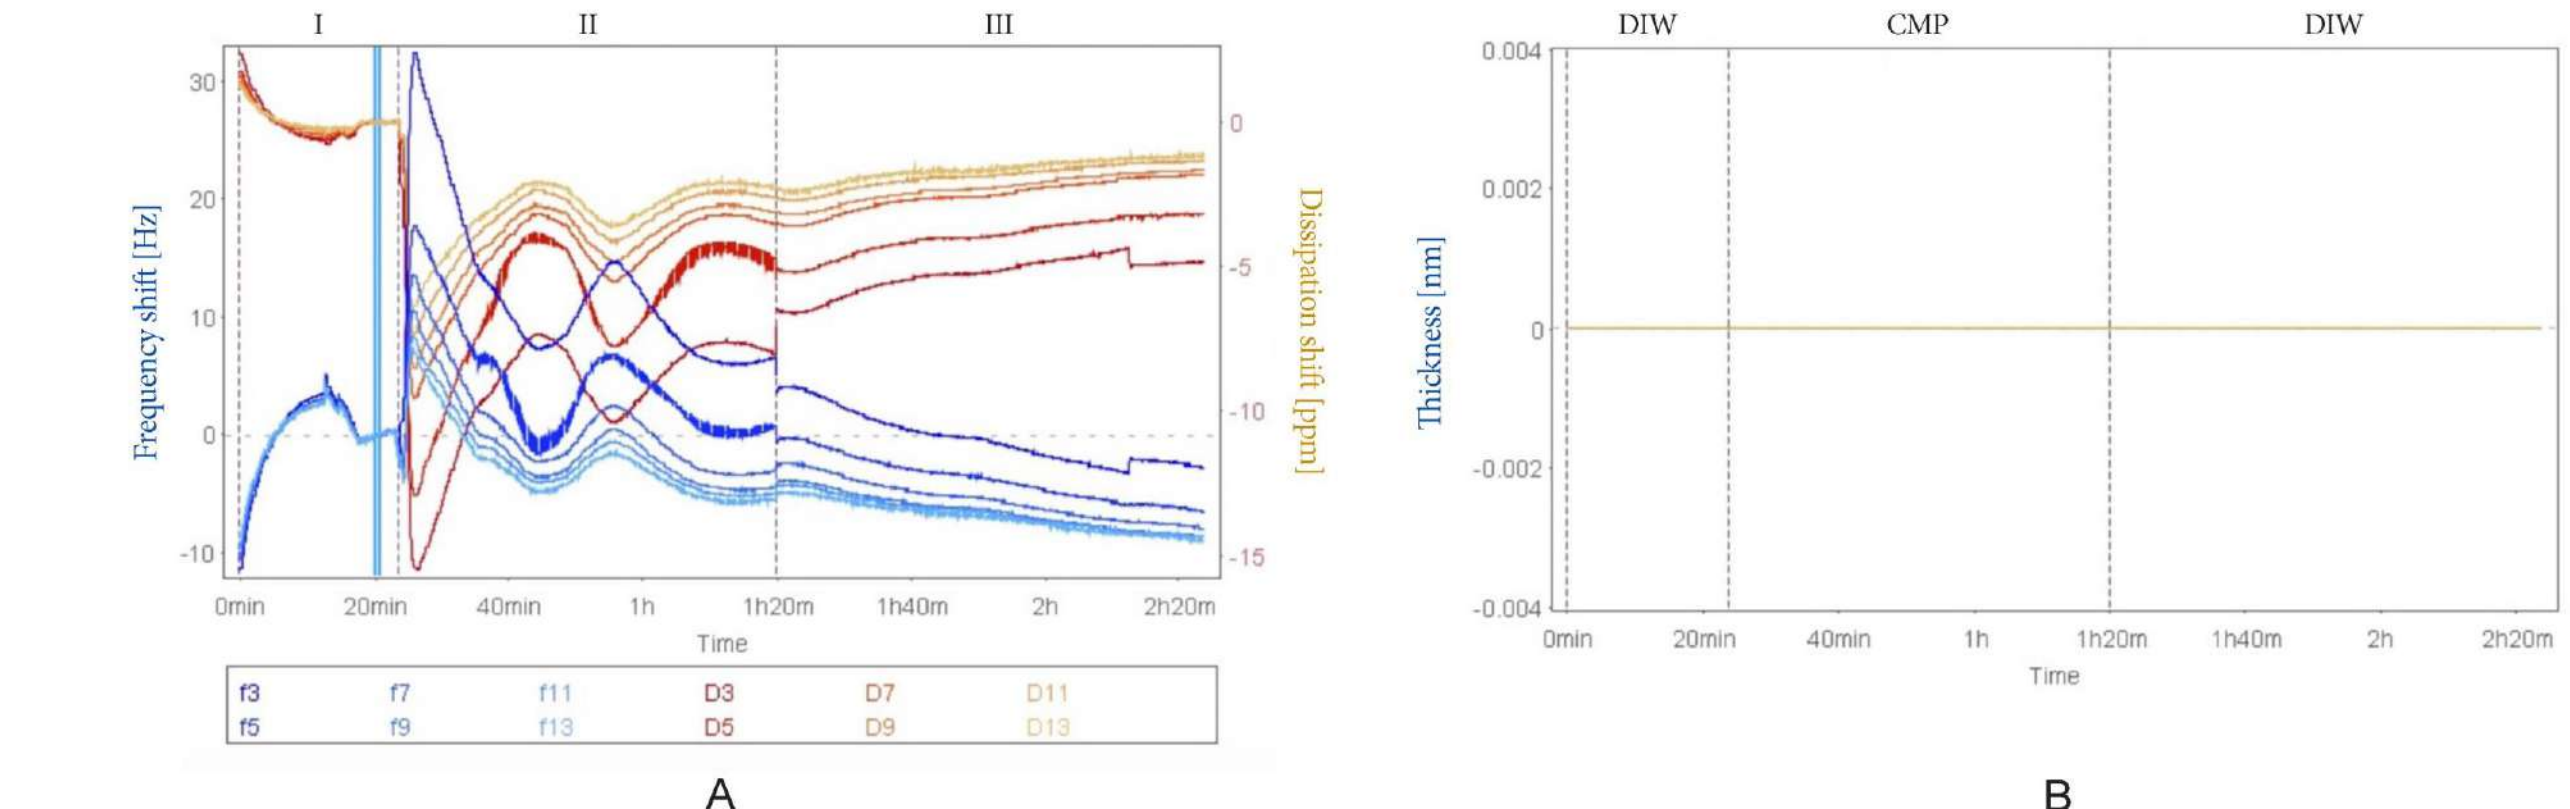 I II III
Frequency shift [Hz]
30
20
10
0
-10
0
-5
-10
-15
Dissipation shift [ppm]
0min 20min 40min 1h 1h20m 1h40m 2h 2h20m
Time
f3 f7 f11 D3 D7 D11
f5 f9 f13 D5 D9 D13
A
DIW CMP DIW
Thickness [nm]
0.004
0.002
0
-0.002
-0.004
0min 20min 40min 1h 1h20m 1h40m 2h 2h20m
Time
B